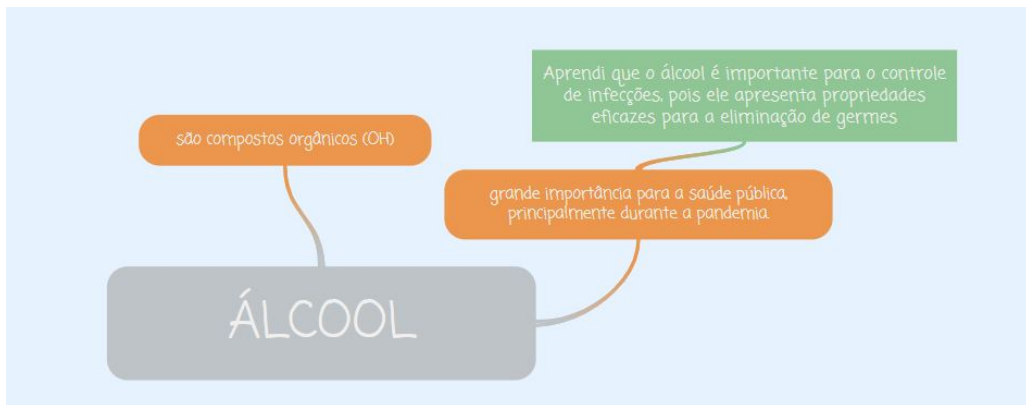 Aprendi que o álcool é importante para o controle
de infecções, pois ele apresenta propriedades
eficazes para a eliminação de germes
são compostos orgânicos (OH)
grande importância para a saúde pública,
principalmente durante a pandemia
ÁLCOOL